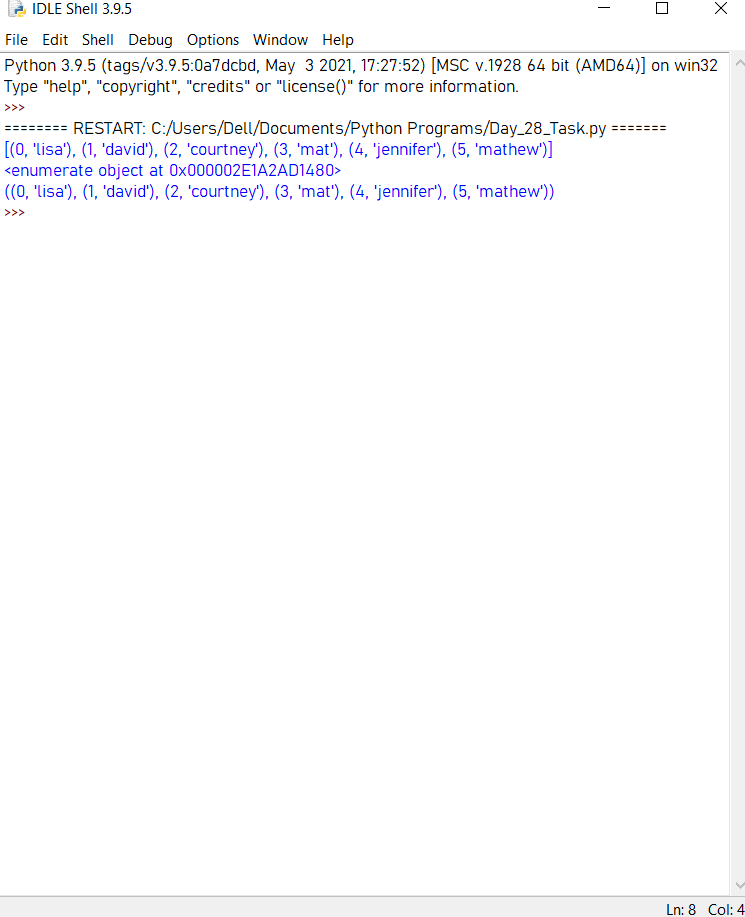 IDLE Shell 3.9.5
File Edit Shell Debug Options Window Help
Python 3.9.5 (tags/v3.9.5:0a7dcbd, May  3 2021, 17:27:52) [MSC v.1928 64 bit (AMD64)] on win32
Type "help", "copyright", "credits" or "license()" for more information.
>>>
======== RESTART: C:/Users/Dell/Documents/Python Programs/Day_28_Task.py =======
[(0, 'lisa'), (1, 'david'), (2, 'courtney'), (3, 'mat'), (4, 'jennifer'), (5, 'mathew')]
<enumerate object at 0x000002E1A2AD1480>
((0, 'lisa'), (1, 'david'), (2, 'courtney'), (3, 'mat'), (4, 'jennifer'), (5, 'mathew'))
>>>
Ln: 8 Col: 4